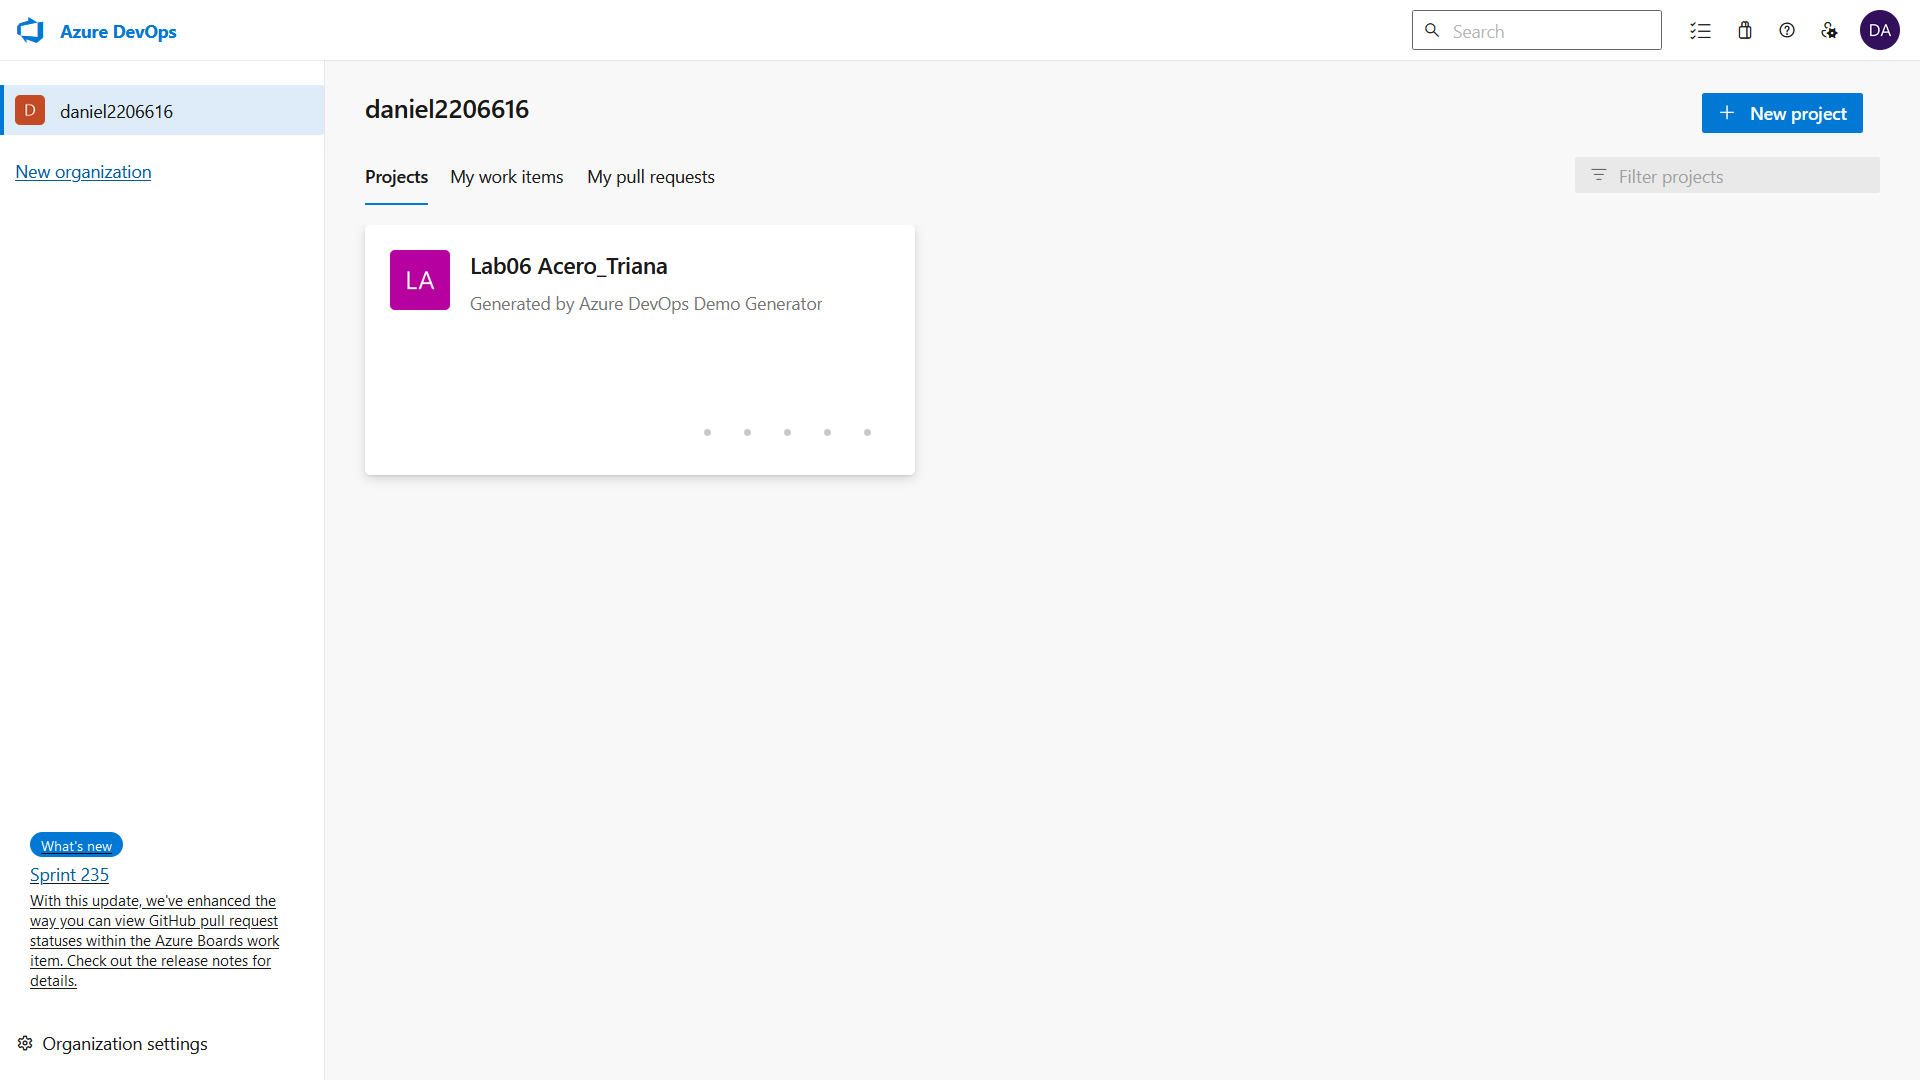 Azure DevOps
Search
DA
D
daniel2206616
New organization
daniel2206616
New project
Projects
My work items
My pull requests
Filter projects
LA
Lab06 Acero_Triana
Generated by Azure DevOps Demo Generator
What's new
Sprint 235
With this update, we've enhanced the
way you can view GitHub pull request
statuses within the Azure Boards work
item. Check out the release notes for
details.
Organization settings